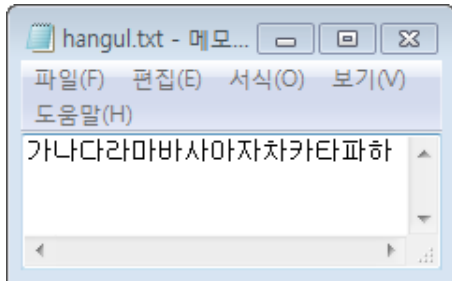 hangul.txt - 메모...
파일(F) 편집(E) 서식(O) 보기(V)
도움말(H)
가나다라마바사아자차카타파하